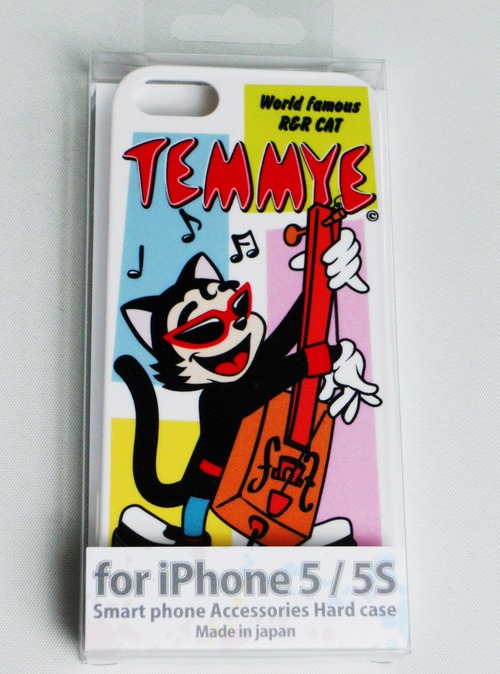 World famous
R&R CAT
TEMMYE
©
for iPhone 5 / 5S
Smart phone Accessories Hard case
Made in japan